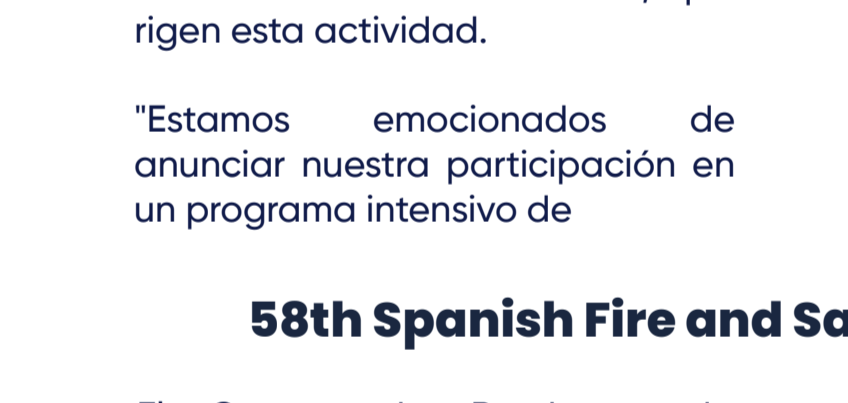 rigen esta actividad.
"Estamos emocionados de
anunciar nuestra participación en
un programa intensivo de
58th Spanish Fire and